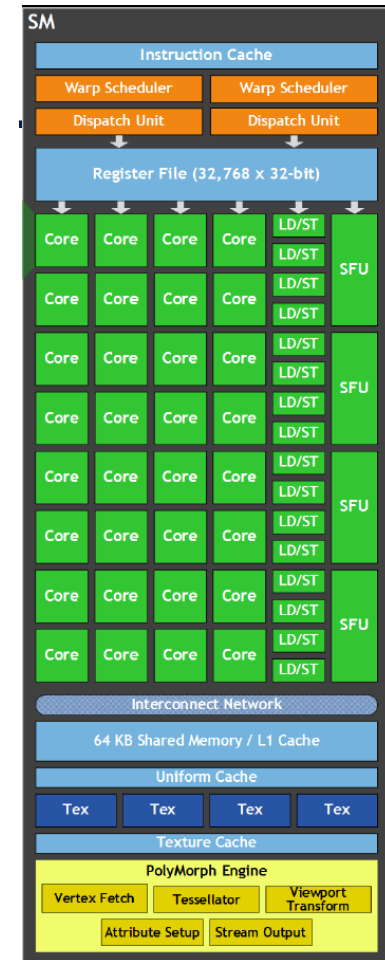 SM
Instruction Cache
Warp Scheduler Warp Scheduler
Dispatch Unit Dispatch Unit
Register File (32,768 x 32-bit)
Core Core Core Core LD/ST SFU
LD/ST
Core Core Core Core LD/ST
LD/ST
Core Core Core Core LD/ST SFU
LD/ST
Core Core Core Core LD/ST
LD/ST
Core Core Core Core LD/ST SFU
LD/ST
Core Core Core Core LD/ST
LD/ST
Core Core Core Core LD/ST SFU
LD/ST
Core Core Core Core LD/ST
LD/ST
Interconnect Network
64 KB Shared Memory / L1 Cache
Uniform Cache
Tex Tex Tex Tex
Texture Cache
PolyMorph Engine
Vertex Fetch Tessellator Viewport
Transform
Attribute Setup Stream Output